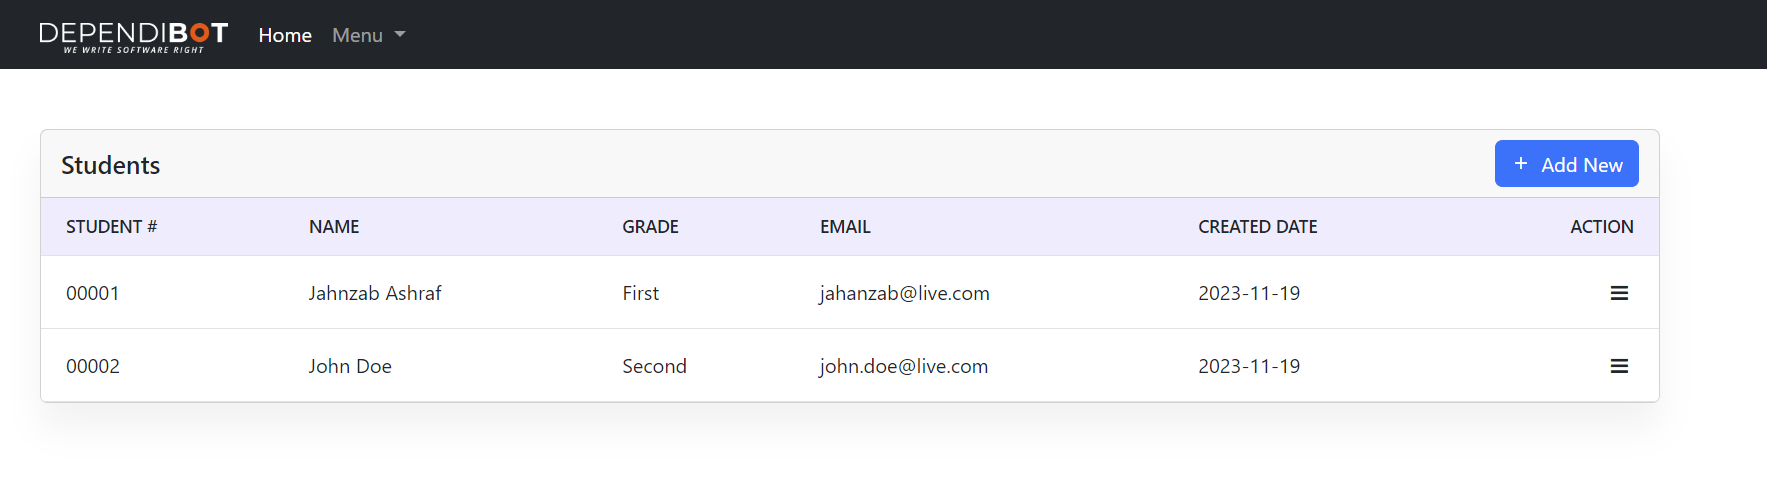 DEPENDIBOT Home Menu
WE WRITE SOFTWARE RIGHT
Students + Add New
STUDENT # NAME GRADE EMAIL CREATED DATE ACTION
00001 Jahnzab Ashraf First jahanzab@live.com 2023-11-19
00002 John Doe Second john.doe@live.com 2023-11-19